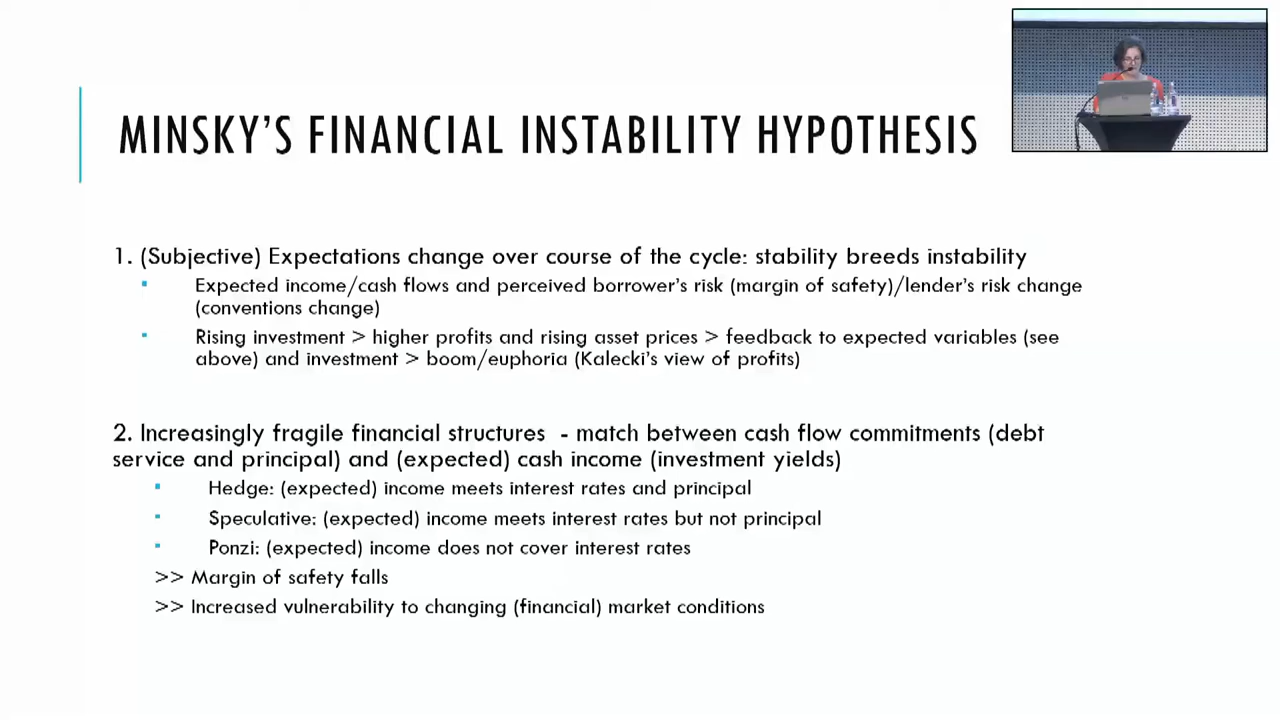 MINSKY'S FINANCIAL INSTABILITY HYPOTHESIS
1. (Subjective) Expectations change over course of the cycle: stability breeds instability
Expected income/cash flows and perceived borrower's risk (margin of safety)/lender's risk change
(conventions change)
Rising investment > higher profits and rising asset prices > feedback to expected variables (see
above) and investment > boom/euphoria (Kalecki's view of profits)
2. Increasingly fragile financial structures - match between cash flow commitments (debt
service and principal) and (expected) cash income (investment yields)
Hedge: (expected) income meets interest rates and principal
Speculative: (expected) income meets interest rates but not principal
Ponzi: (expected) income does not cover interest rates
>> Margin of safety falls
>> Increased vulnerability to changing (financial) market conditions